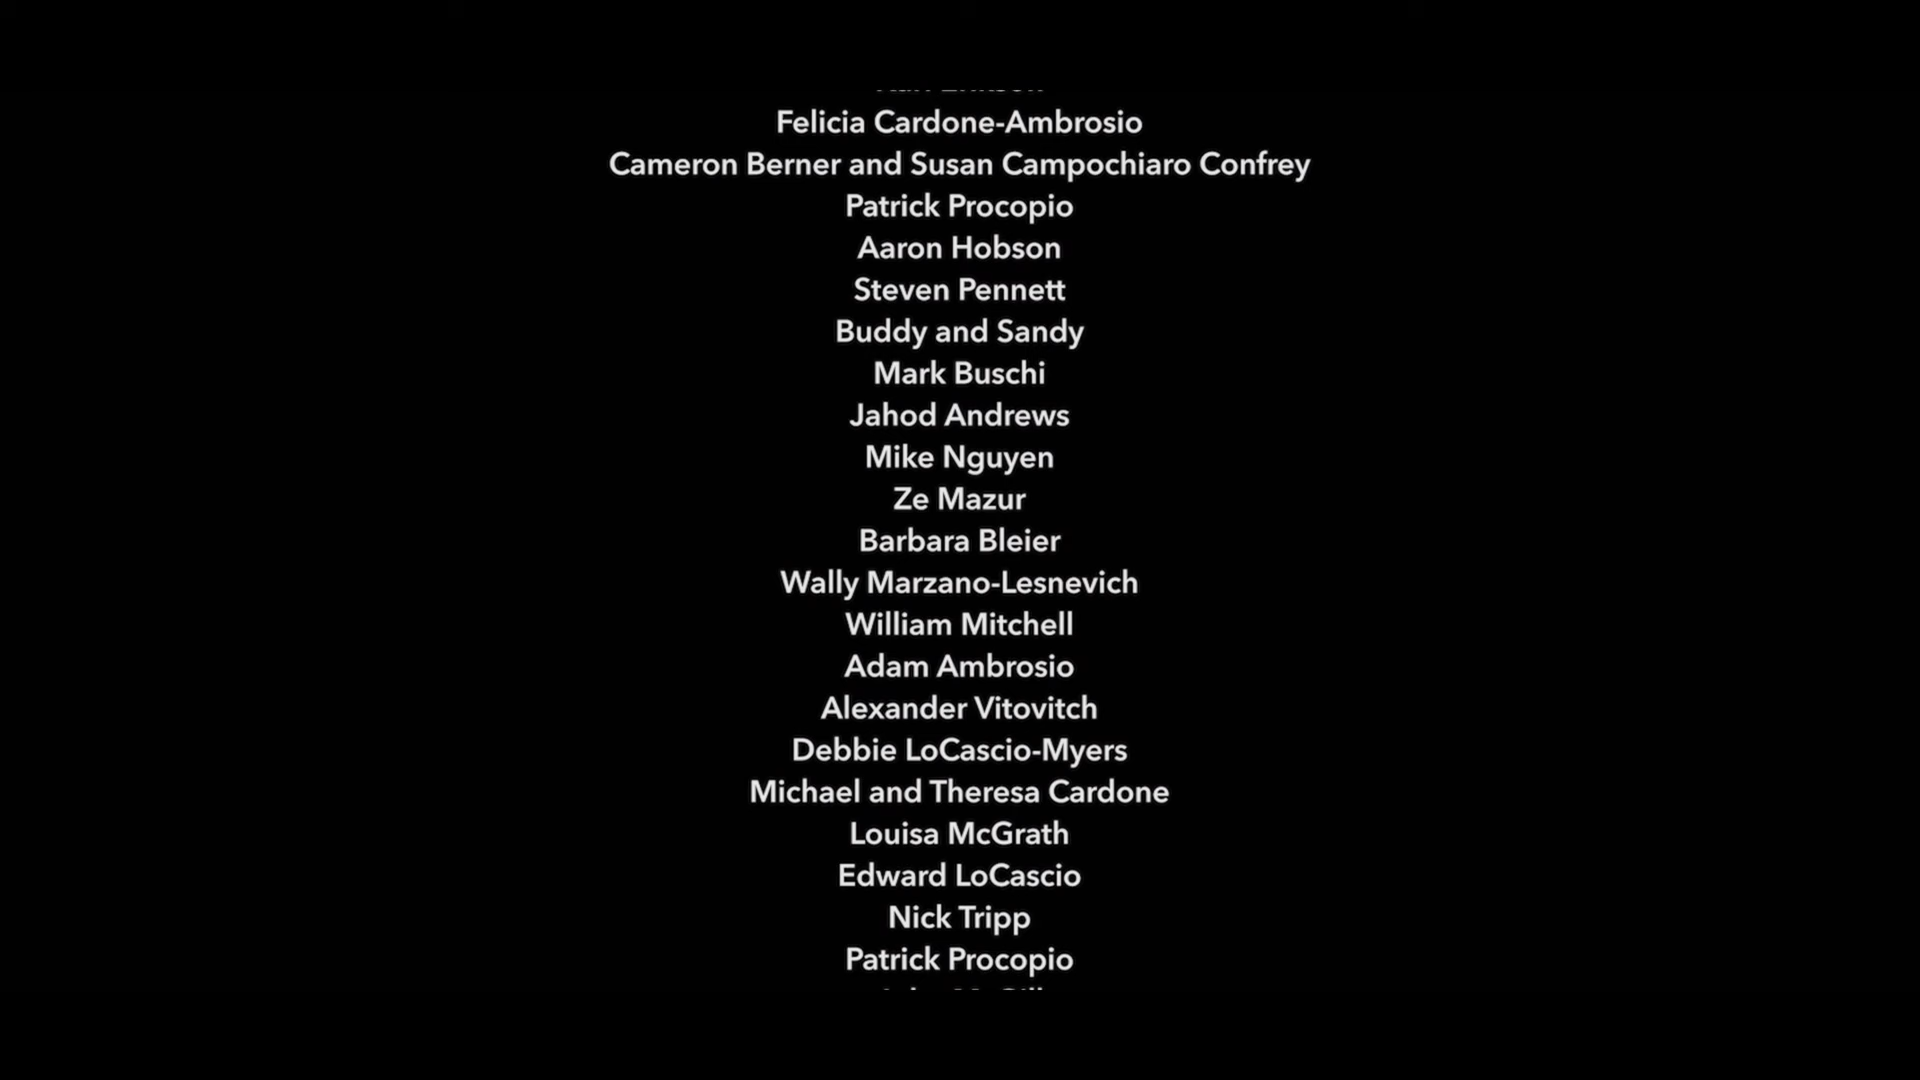 Felicia Cardone-Ambrosio
Cameron Berner and Susan Campochiaro Confrey
Patrick Procopio
Aaron Hobson
Steven Pennett
Buddy and Sandy
Mark Buschi
Jahod Andrews
Mike Nguyen
Ze Mazur
Barbara Bleier
Wally Marzano-Lesnevich
William Mitchell
Adam Ambrosio
Alexander Vitovitch
Debbie LoCascio-Myers
Michael and Theresa Cardone
Louisa McGrath
Edward LoCascio
Nick Tripp
Patrick Procopio